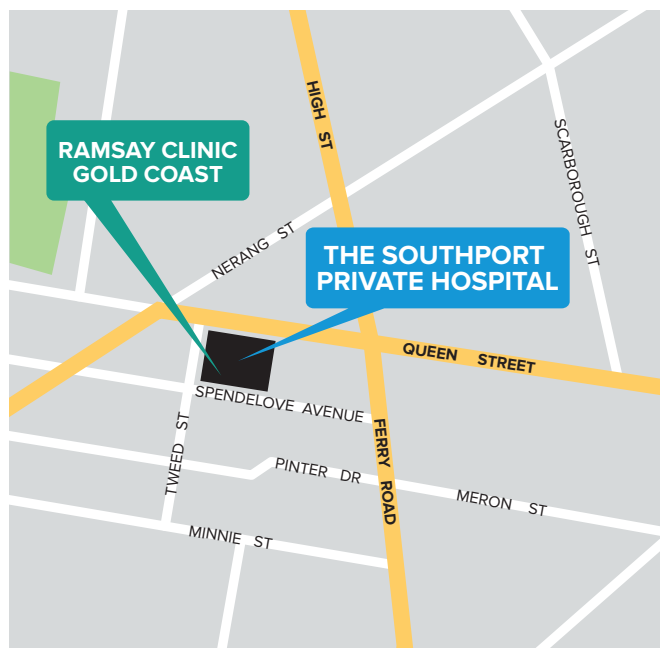 HIGH ST
SCARBOROUGH ST
RAMSAY CLINIC
GOLD COAST
NERANG ST
THE SOUTHPORT
PRIVATE HOSPITAL
QUEEN STREET
SPENDELOVE AVENUE
TWEED ST
FERRY ROAD
PINTER DR
MERON ST
MINNIE ST